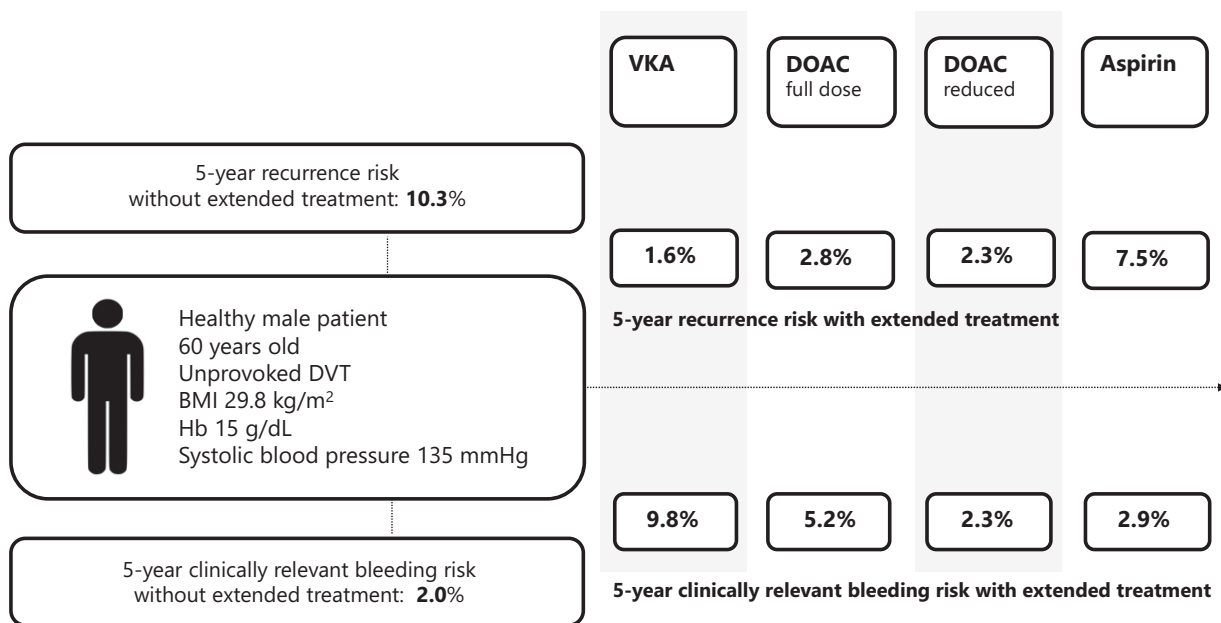 VKA
DOAC
full dose
DOAC
reduced
Aspirin
5-year recurrence risk
without extended treatment: 10.3%
1.6%
2.8%
2.3%
7.5%
5-year recurrence risk with extended treatment
Healthy male patient
60 years old
Unprovoked DVT
BMI 29.8 kg/m²
Hb 15 g/dL
Systolic blood pressure 135 mmHg
9.8%
5.2%
2.3%
2.9%
5-year clinically relevant bleeding risk
without extended treatment: 2.0%
5-year clinically relevant bleeding risk with extended treatment